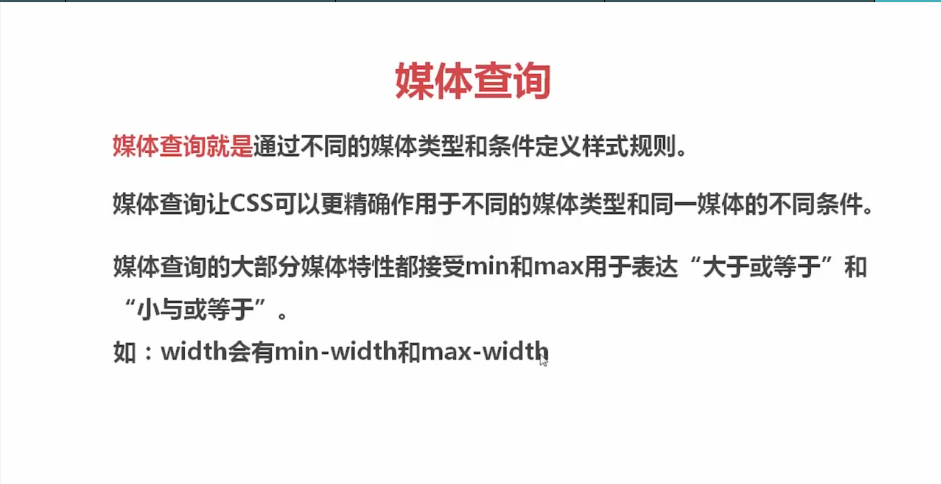 媒体查询
媒体查询就是通过不同的媒体类型和条件定义样式规则。
媒体查询让CSS可以更精确作用于不同的媒体类型和同一媒体的不同条件。
媒体查询的大部分媒体特性都接受min和max用于表达“大于或等于”和
“小与或等于”。
如：width会有min-width和max-width